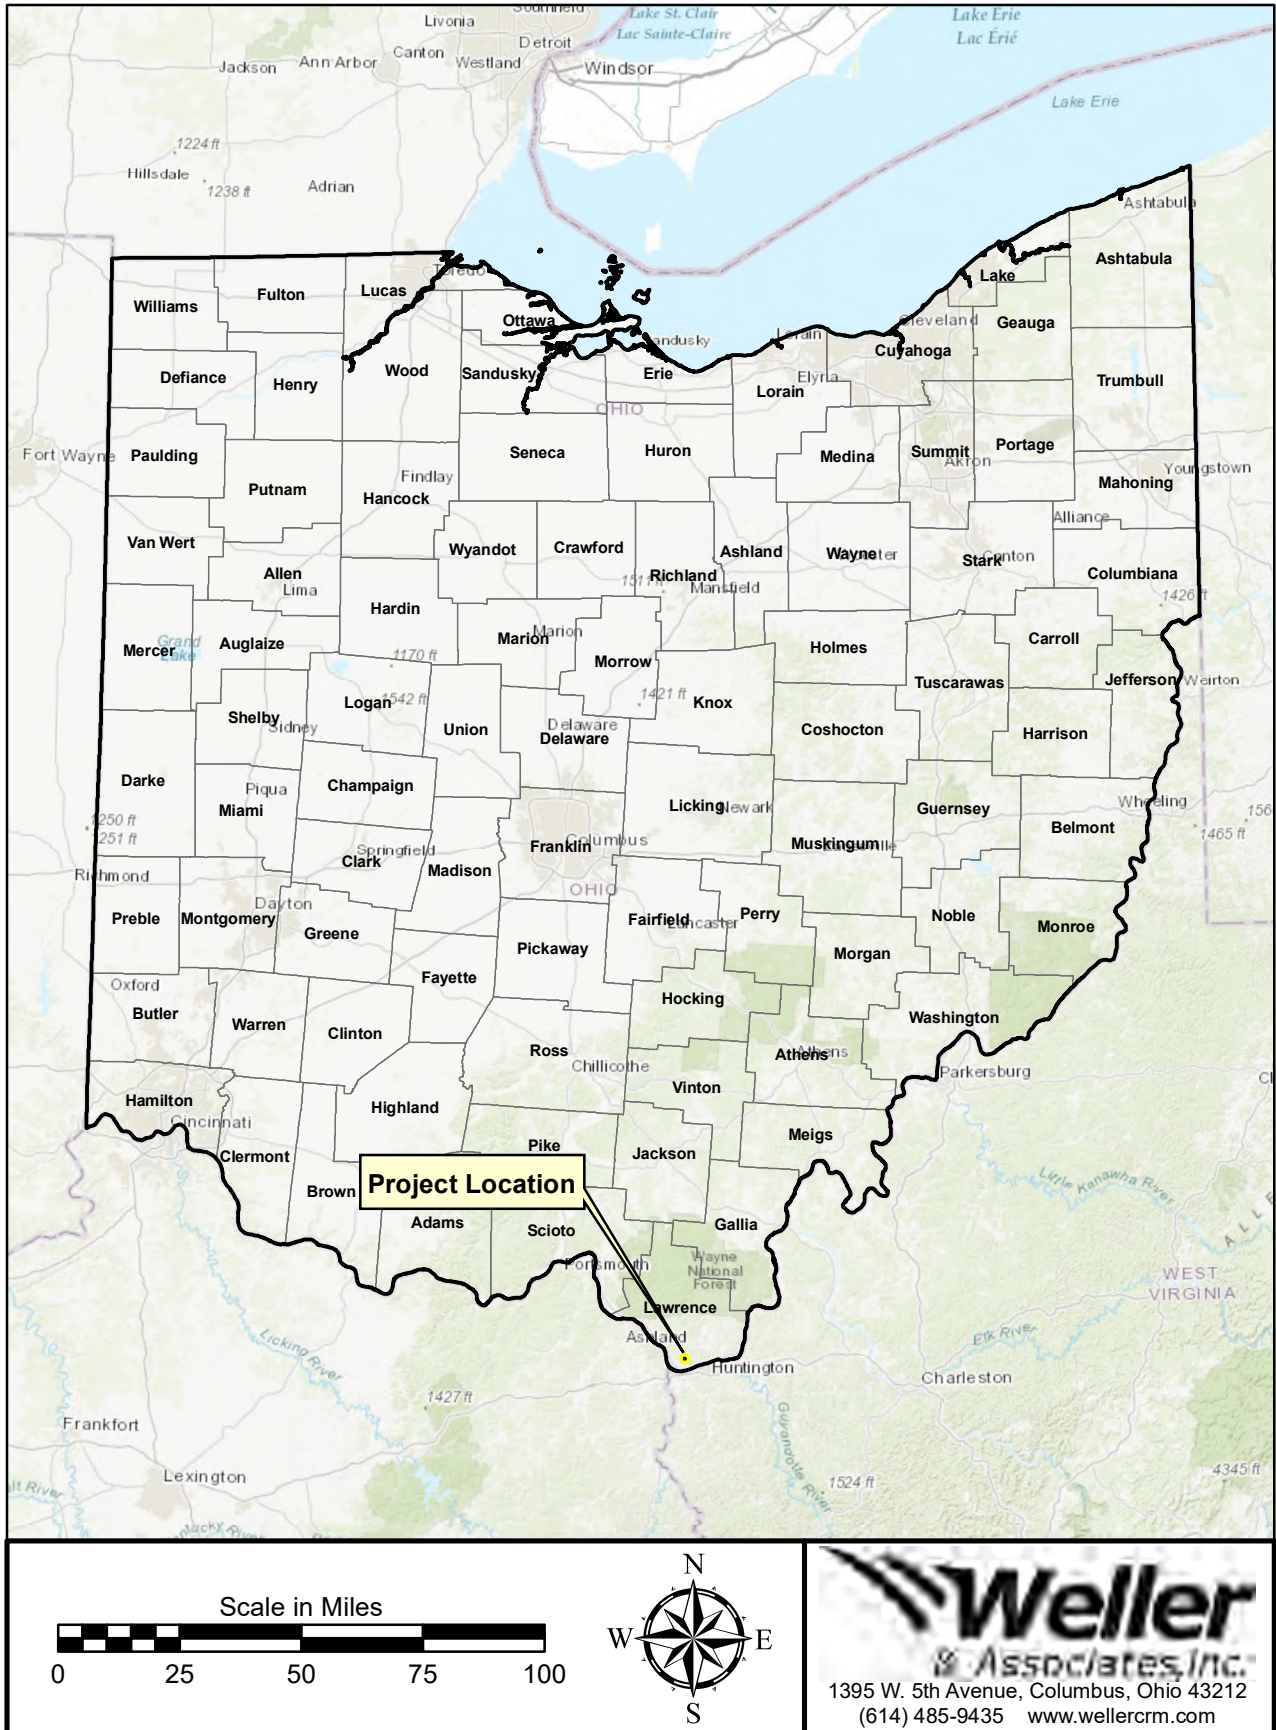 Southfield
Livonia
Lake St. Clair
Lac Sainte-Claire
Lake Erie
Lac Érié
Canton
Detroit
Jackson
Ann Arbor
Westland
Windsor
Lake Erie
1224 ft
Hillsdale
1238 ft
Adrian
Ashtabula
Toledo
Ashtabula
Williams
Fulton
Lucas
Lake
Ottawa
Sandusky
Lorain
Cleveland
Geauga
Cuyahoga
Defiance
Henry
Wood
Sandusky
Erie
Elyria
Lorain
Trumbull
OHIO
Fort Wayne
Paulding
Seneca
Huron
Medina
Summit
Akron
Portage
Youngstown
Mahoning
Putnam
Findlay
Hancock
Alliance
Van Wert
Wyandot
Crawford
Ashland
Wayne
Stark
Canton
Allen
Lima
1511 ft
Richland
Mansfield
Columbiana
1426 ft
Hardin
Mercer
Grand
Lake
Auglaize
Marion
Marion
1170 ft
Morrow
Holmes
Carroll
Jefferson
Weirton
Logan
1542 ft
1421 ft
Knox
Tuscarawas
Shelby
Sidney
Union
Delaware
Delaware
Coshocton
Harrison
Darke
Piqua
Champaign
Miami
Licking
Newark
Guernsey
Wheeling
1250 ft
1251 ft
1465 ft
156
Belmont
Springfield
Clark
Madison
Franklin
Columbus
Muskingum
Richmond
OHIO
Dayton
Preble
Montgomery
Greene
Fairfield
Lancaster
Perry
Noble
Monroe
Pickaway
Morgan
Fayette
Oxford
Butler
Warren
Clinton
Hocking
Washington
Ross
Chillicothe
Athens
Athens
Parkersburg
Vinton
Hamilton
Cincinnati
Highland
Meigs
Pike
Jackson
Clermont
Little Kanawha River
Brown
Project Location
Adams
Scioto
Gallia
Portsmouth
Wayne
National
Forest
WEST
VIRGINIA
Lawrence
Ashland
Elk River
Licking River
Huntington
Charleston
1427 ft
Guyandotte River
Frankfort
Lexington
1524 ft
4345 ft
Scale in Miles
0 25 50 75 100
N
W E
S
Weller
& Associates, Inc.
1395 W. 5th Avenue, Columbus, Ohio 43212
(614) 485-9435 www.wellercrm.com